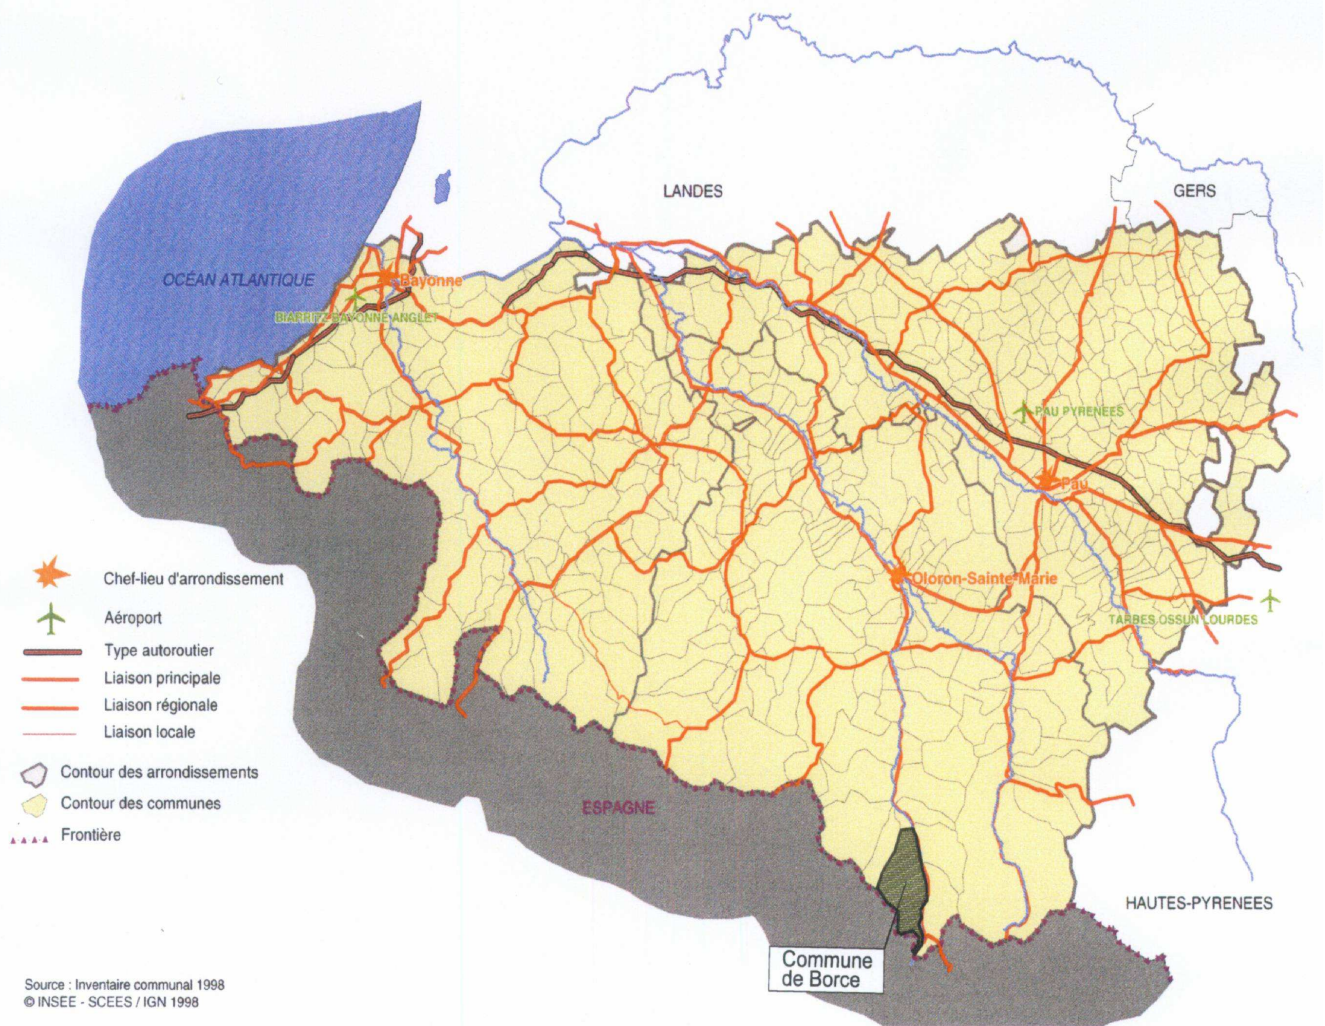 LANDES
GERS
OCÉAN ATLANTIQUE
Bayonne
BIARRITZ BAYONNE ANGLET
PAU PYRENEES
Pau
Oloron-Sainte-Marie
TARBES OSSUN LOURDES
Chef-lieu d'arrondissement
Aéroport
Type autoroutier
Liaison principale
Liaison régionale
Liaison locale
Contour des arrondissements
Contour des communes
Frontière
ESPAGNE
HAUTES-PYRENEES
Commune
de Borce
Source : Inventaire communal 1998
© INSEE - SCEES / IGN 1998